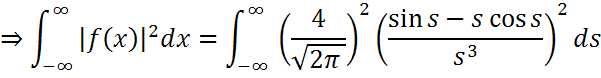 ⇒ ∫_{-∞}^{∞} |f(x)|² dx = ∫_{-∞}^{∞} (4/√(2π))² ((sin s − s cos s)/s³)² ds